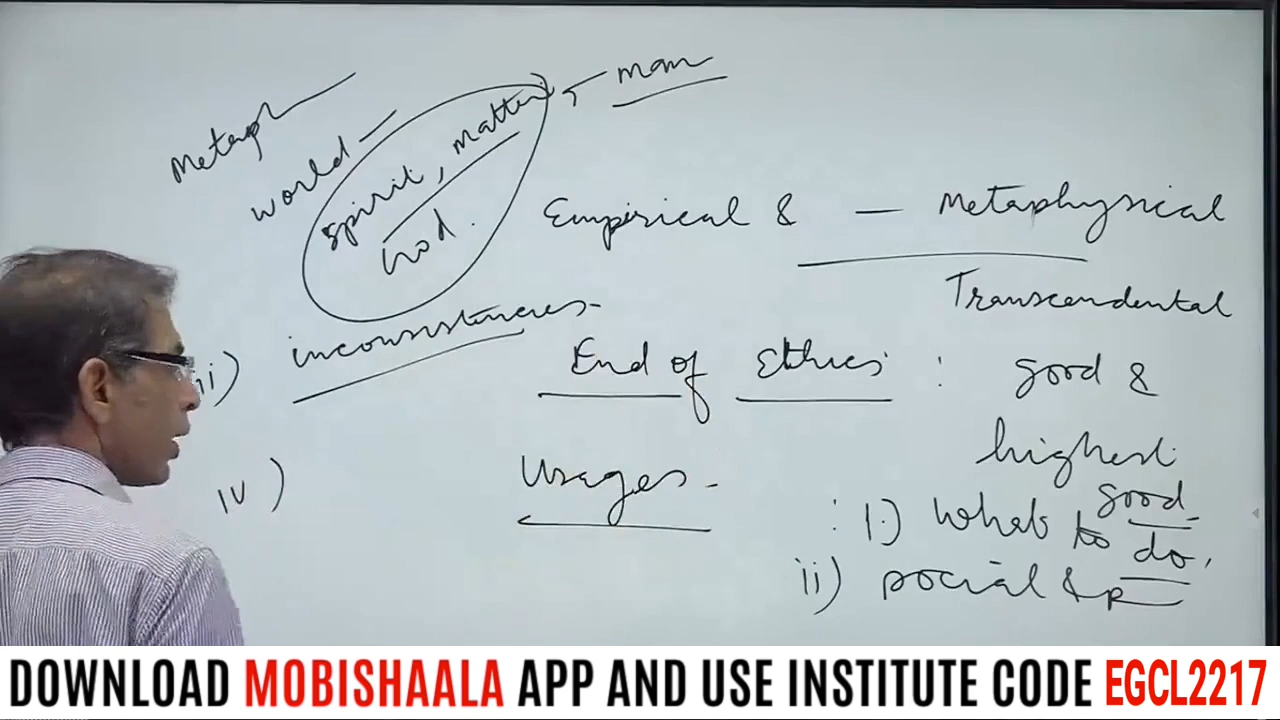 Metaph
world -
spirit, matter, - man
God.
Empirical & - Metaphysical
Transcendental
iii) inconsistencies -
End of Ethics : good &
highest
good
Usages - : i.) What to do,
ii) social & p
iv)
DOWNLOAD MOBISHAALA APP AND USE INSTITUTE CODE EGCL2217